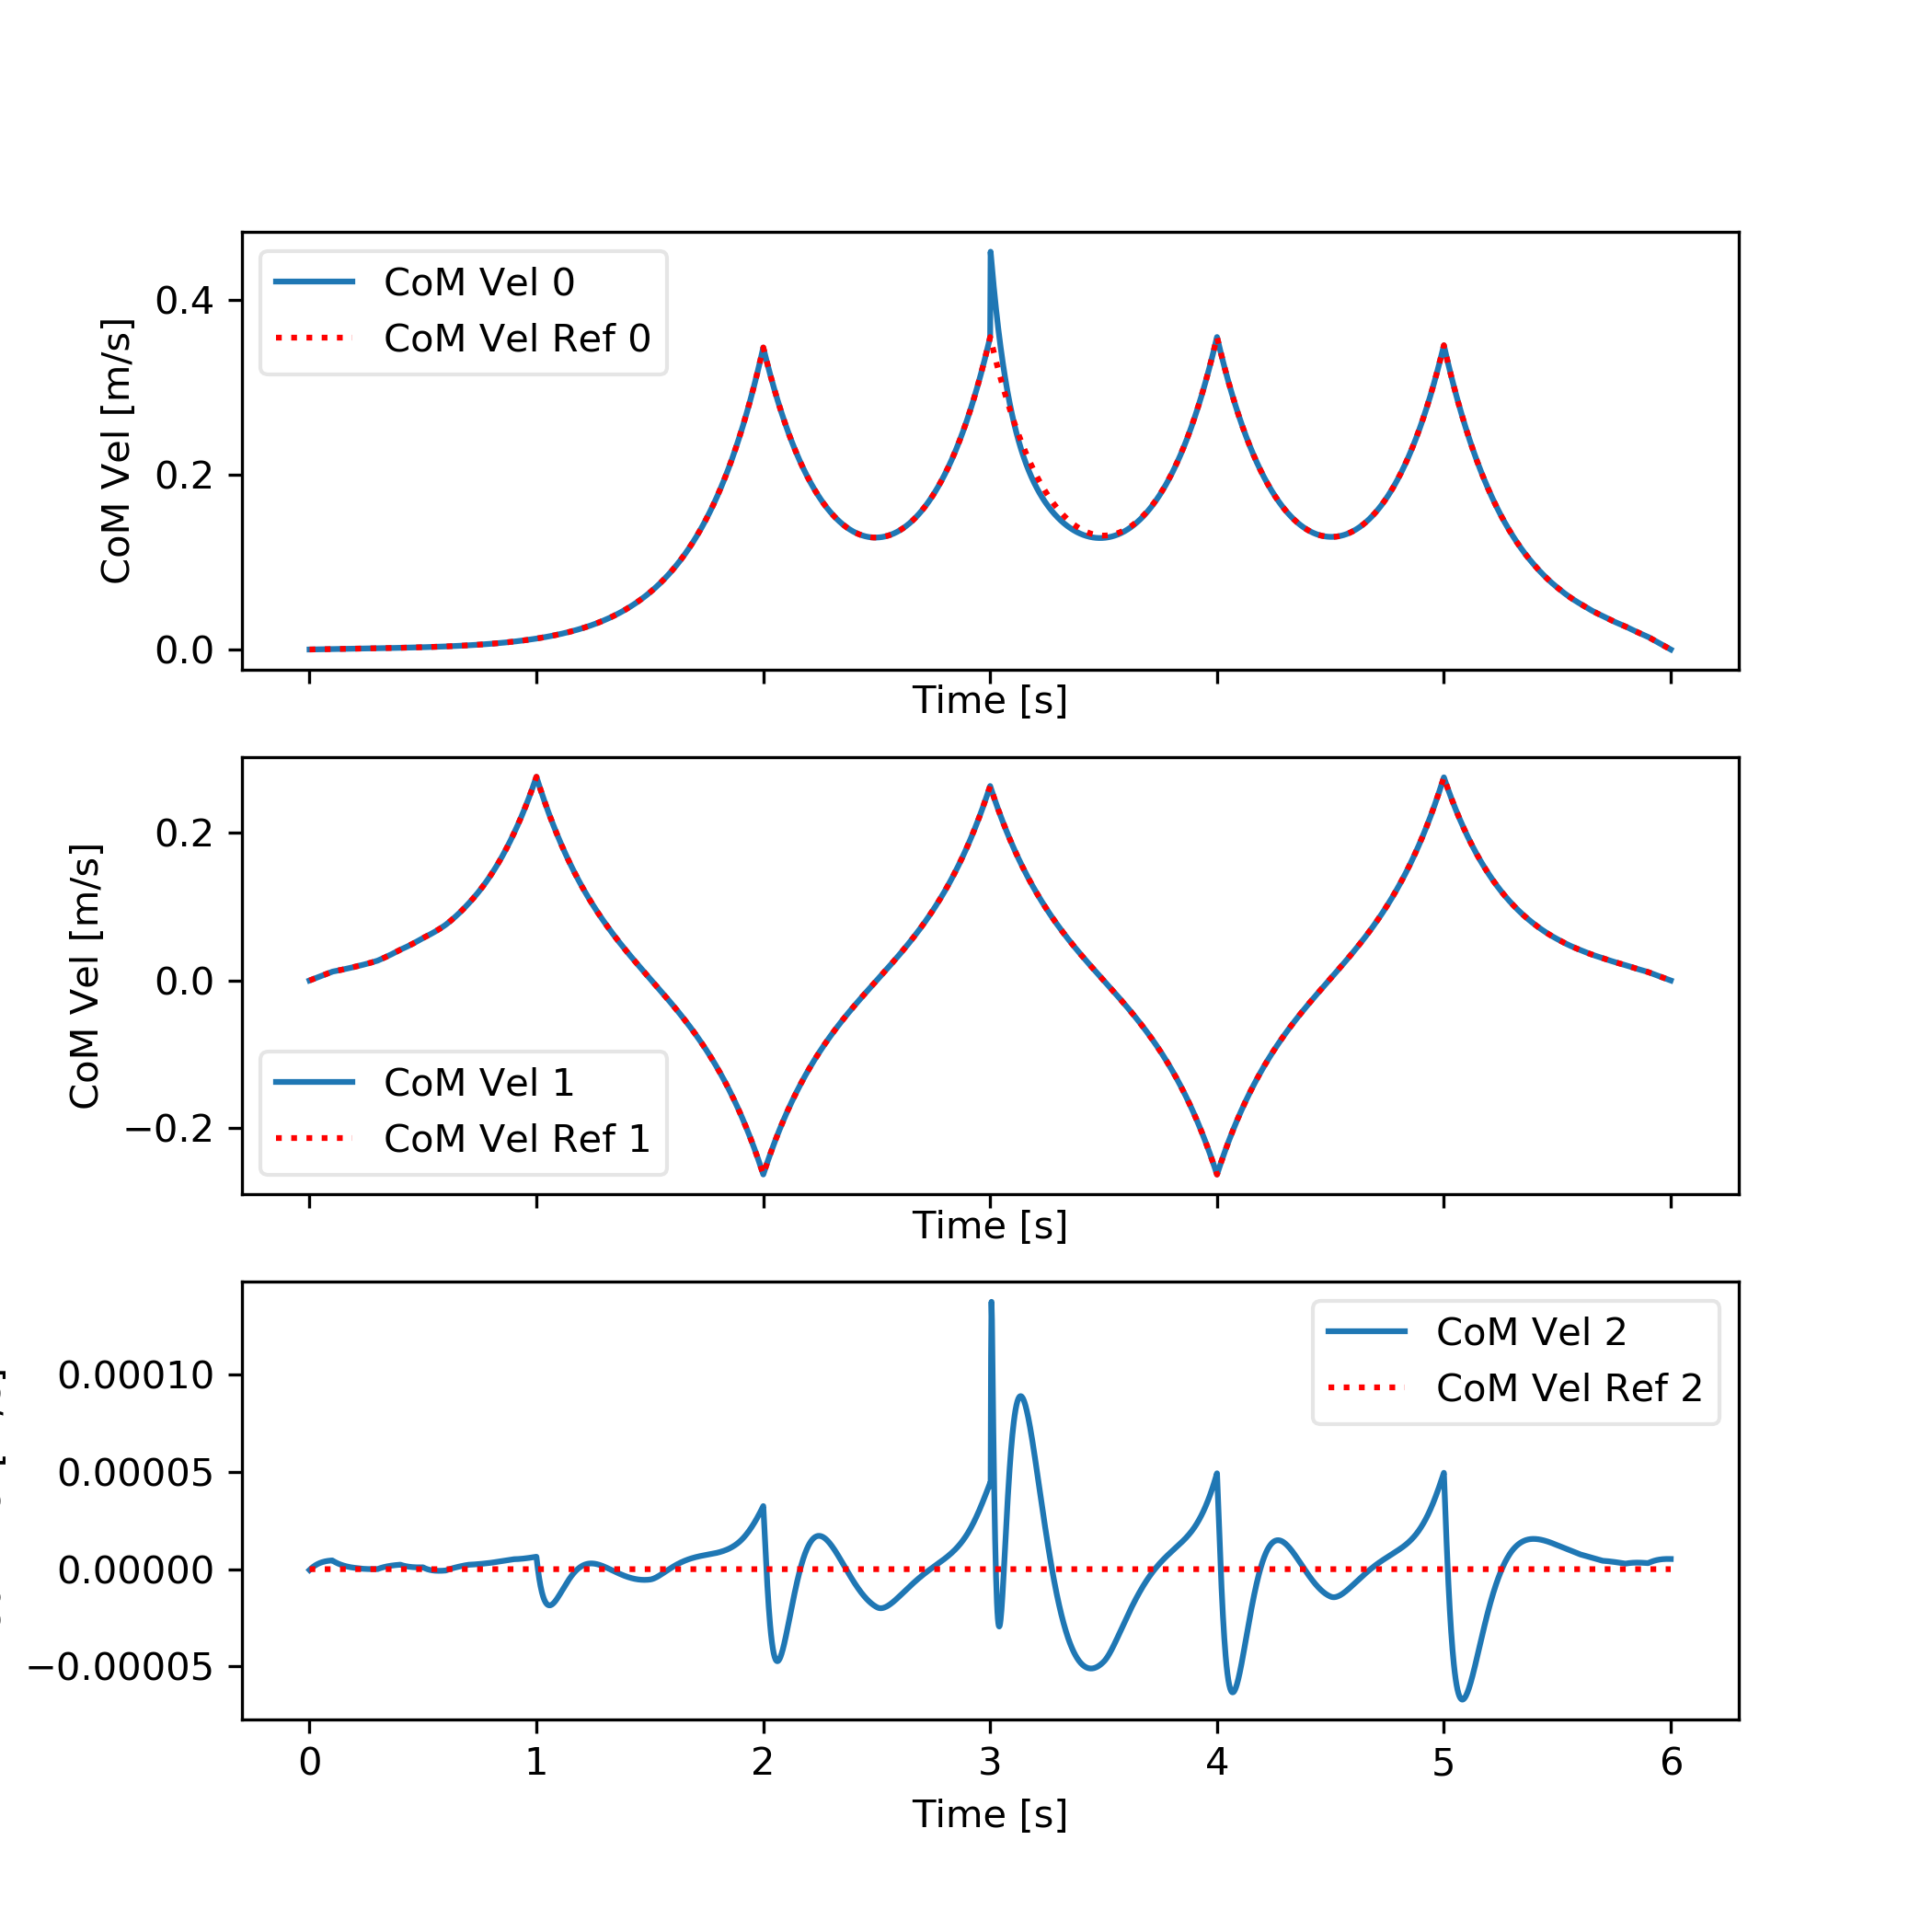 CoM Vel [m/s]
0.4
0.2
0.0
CoM Vel 0
CoM Vel Ref 0
Time [s]
CoM Vel [m/s]
0.2
0.0
−0.2
CoM Vel 1
CoM Vel Ref 1
Time [s]
0.00010
0.00005
0.00000
−0.00005
CoM Vel 2
CoM Vel Ref 2
0 1 2 3 4 5 6
Time [s]